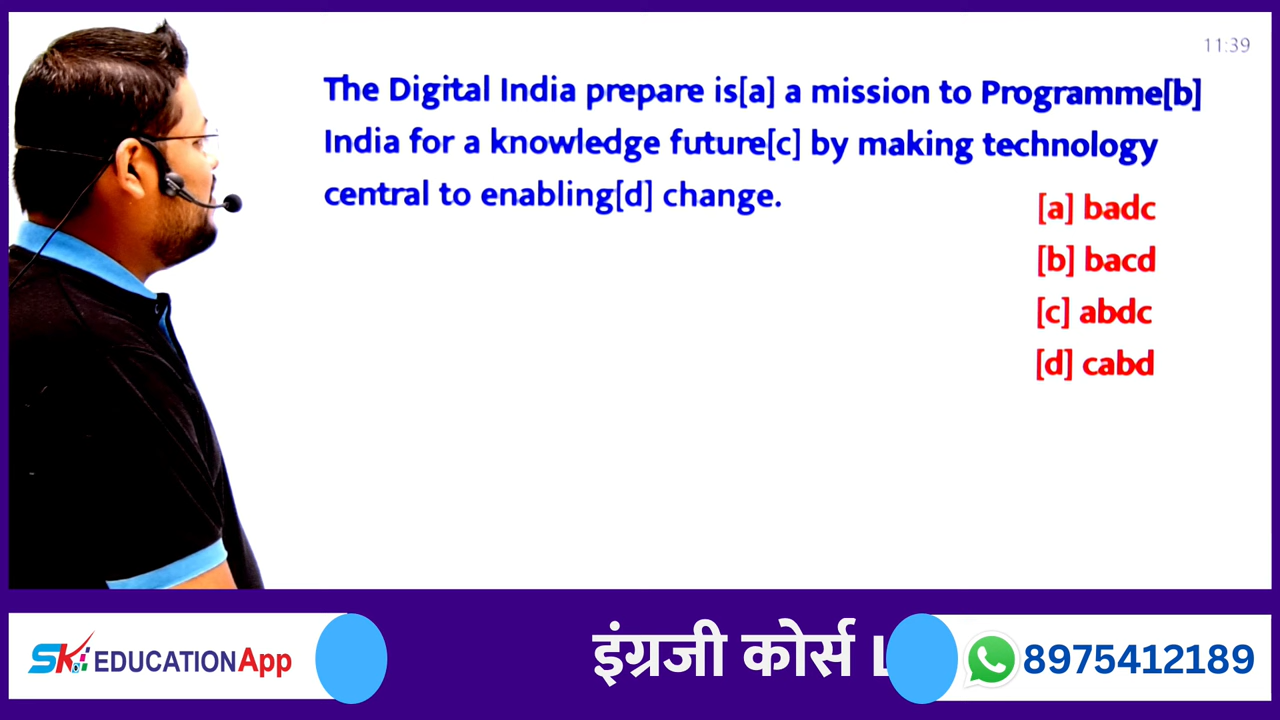 11:39
The Digital India prepare is[a] a mission to Programme[b]
India for a knowledge future[c] by making technology
central to enabling[d] change.
[a] badc
[b] bacd
[c] abdc
[d] cabd
SK EDUCATIONApp
इंग्रजी कोर्स
8975412189